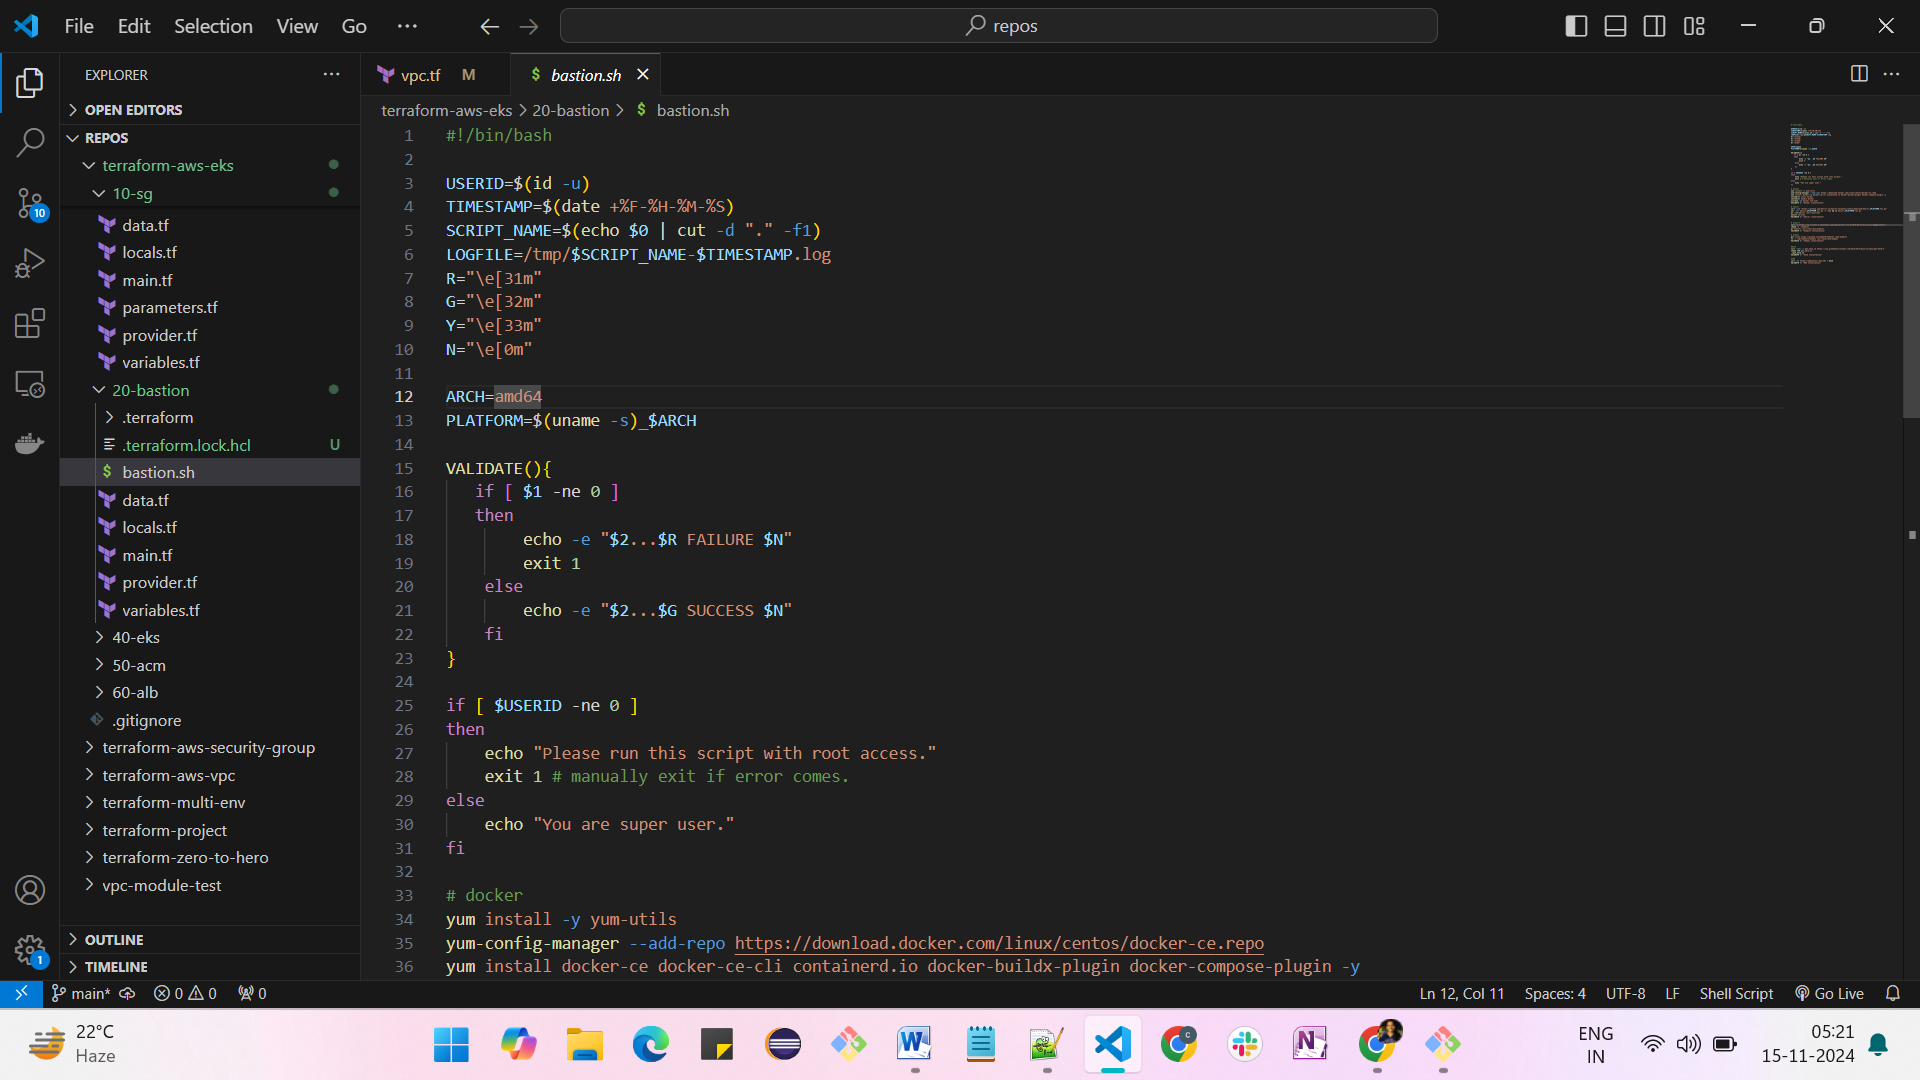 File Edit Selection View Go ··· repos
EXPLORER
OPEN EDITORS
REPOS
terraform-aws-eks
10-sg
data.tf
locals.tf
main.tf
parameters.tf
provider.tf
variables.tf
20-bastion
.terraform
.terraform.lock.hcl U
bastion.sh
data.tf
locals.tf
main.tf
provider.tf
variables.tf
40-eks
50-acm
60-alb
.gitignore
terraform-aws-security-group
terraform-aws-vpc
terraform-multi-env
terraform-project
terraform-zero-to-hero
vpc-module-test
OUTLINE
TIMELINE
10
1
vpc.tf M $ bastion.sh
terraform-aws-eks > 20-bastion > $ bastion.sh
1 #!/bin/bash
2
3 USERID=$(id -u)
4 TIMESTAMP=$(date +%F-%H-%M-%S)
5 SCRIPT_NAME=$(echo $0 | cut -d "." -f1)
6 LOGFILE=/tmp/$SCRIPT_NAME-$TIMESTAMP.log
7 R="\e[31m"
8 G="\e[32m"
9 Y="\e[33m"
10 N="\e[0m"
11
12 ARCH=amd64
13 PLATFORM=$(uname -s)_$ARCH
14
15 VALIDATE(){
16 if [ $1 -ne 0 ]
17 then
18 echo -e "$2...$R FAILURE $N"
19 exit 1
20 else
21 echo -e "$2...$G SUCCESS $N"
22 fi
23 }
24
25 if [ $USERID -ne 0 ]
26 then
27 echo "Please run this script with root access."
28 exit 1 # manually exit if error comes.
29 else
30 echo "You are super user."
31 fi
32
33 # docker
34 yum install -y yum-utils
35 yum-config-manager --add-repo https://download.docker.com/linux/centos/docker-ce.repo
36 yum install docker-ce docker-ce-cli containerd.io docker-buildx-plugin docker-compose-plugin -y
main* 0 0 0 Ln 12, Col 11 Spaces: 4 UTF-8 LF Shell Script Go Live
22°C
Haze
ENG
IN
05:21
15-11-2024